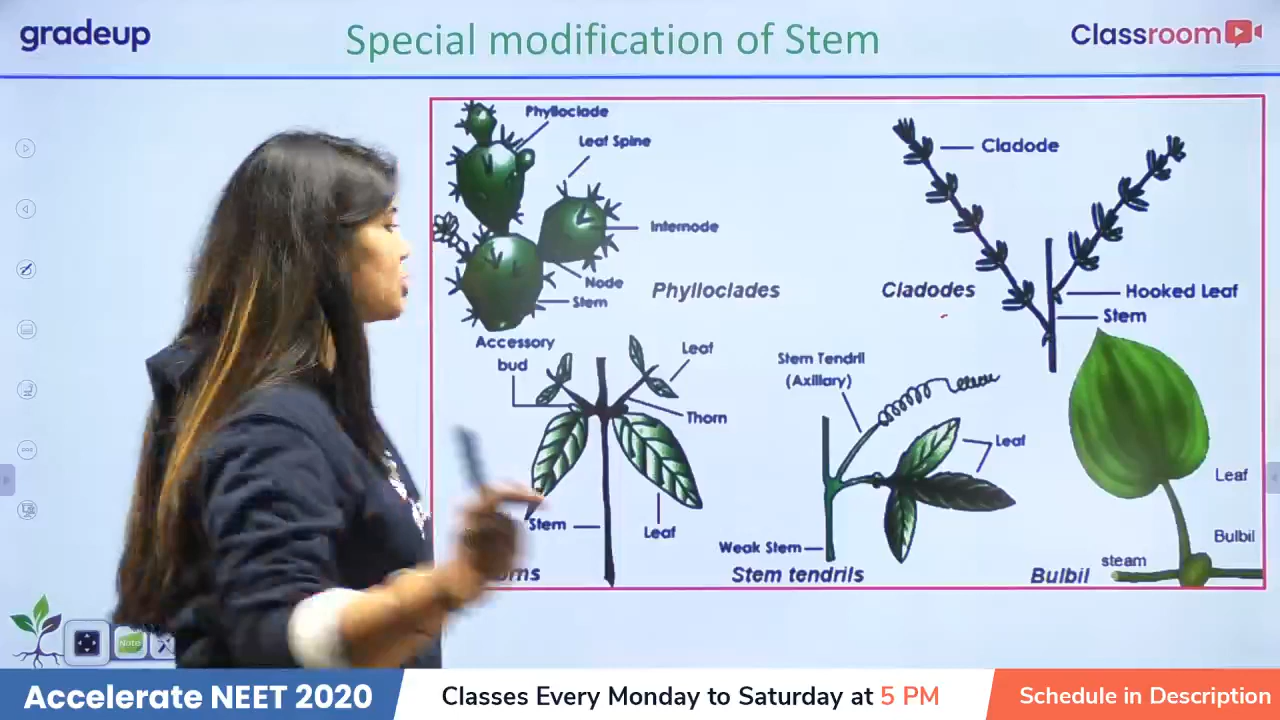 gradeup
Special modification of Stem
Classroom
Phylloclade
Leaf Spine
Internode
Node
Stem
Phylloclades
Cladode
Cladodes
Hooked Leaf
Stem
Accessory
bud
Leaf
Thorn
Stem
Leaf
Stem Tendril
(Axillary)
Leaf
Weak Stem
Stem tendrils
Leaf
Bulbil
steam
Bulbil
Note
Accelerate NEET 2020
Classes Every Monday to Saturday at 5 PM
Schedule in Description